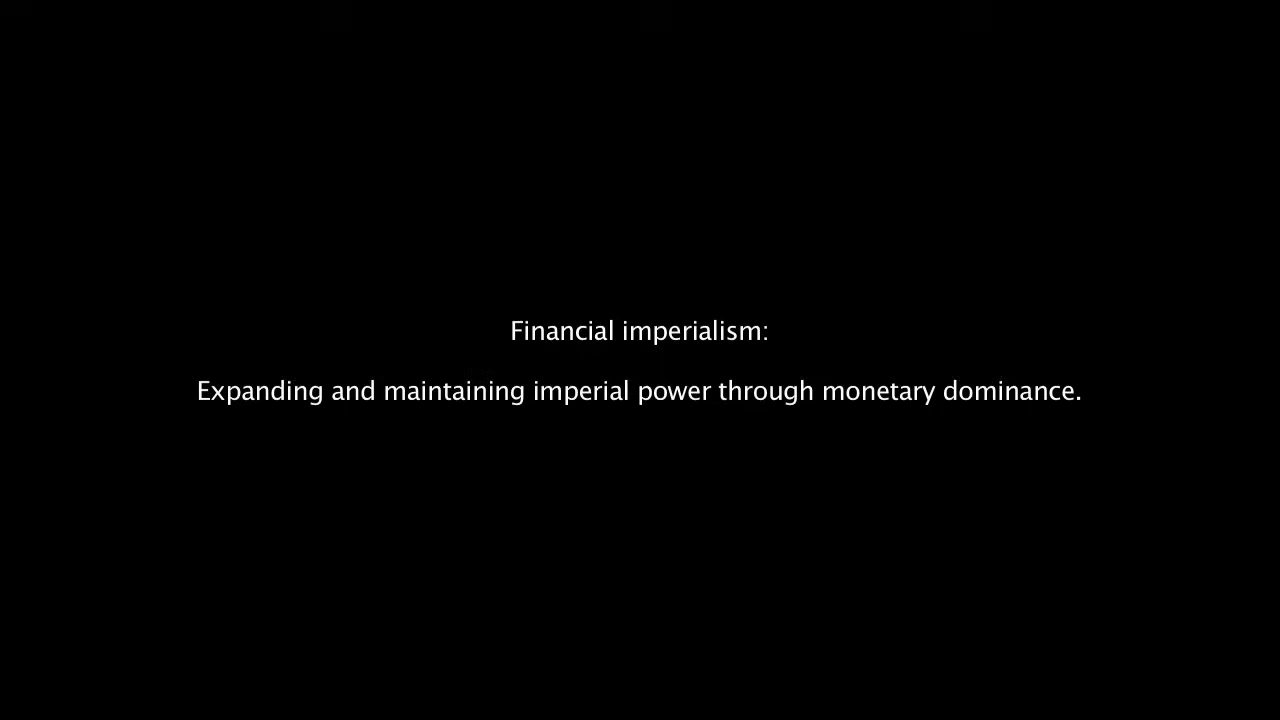 Financial imperialism:
Expanding and maintaining imperial power through monetary dominance.